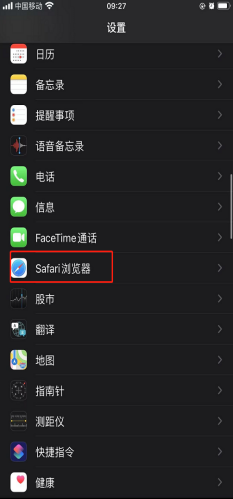 中国移动 09:27
设置
日历
备忘录
提醒事项
语音备忘录
电话
信息
FaceTime通话
Safari浏览器
股市
翻译
地图
指南针
测距仪
快捷指令
健康